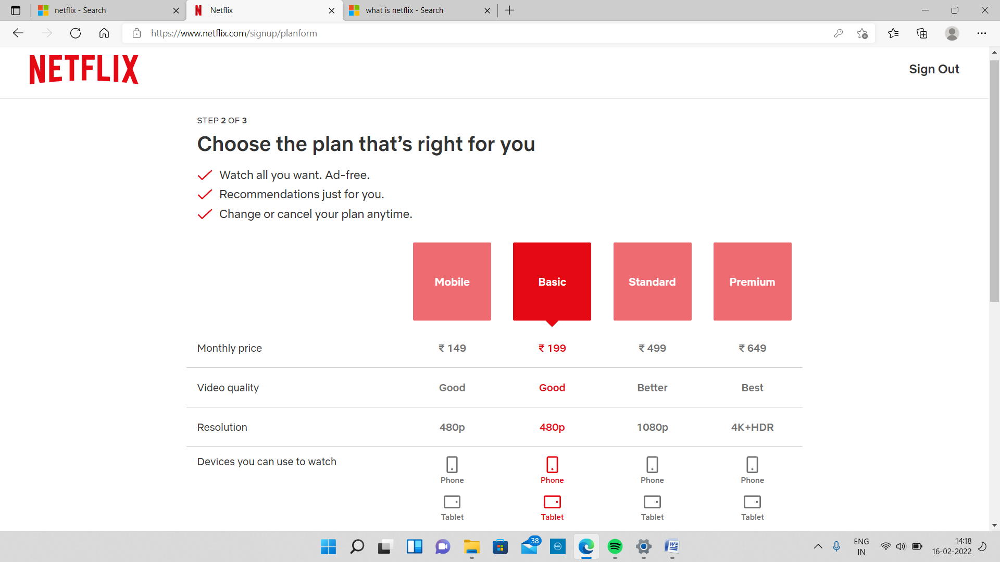 netflix - Search
Netflix
what is netflix - Search
https://www.netflix.com/signup/planform
NETFLIX
Sign Out
STEP 2 OF 3
Choose the plan that’s right for you
Watch all you want. Ad-free.
Recommendations just for you.
Change or cancel your plan anytime.
Mobile Basic Standard Premium
Monthly price ₹ 149 ₹ 199 ₹ 499 ₹ 649
Video quality Good Good Better Best
Resolution 480p 480p 1080p 4K+HDR
Devices you can use to watch
Phone Phone Phone Phone
Tablet Tablet Tablet Tablet
38
DELL
W
ENG
IN
14:18
16-02-2022